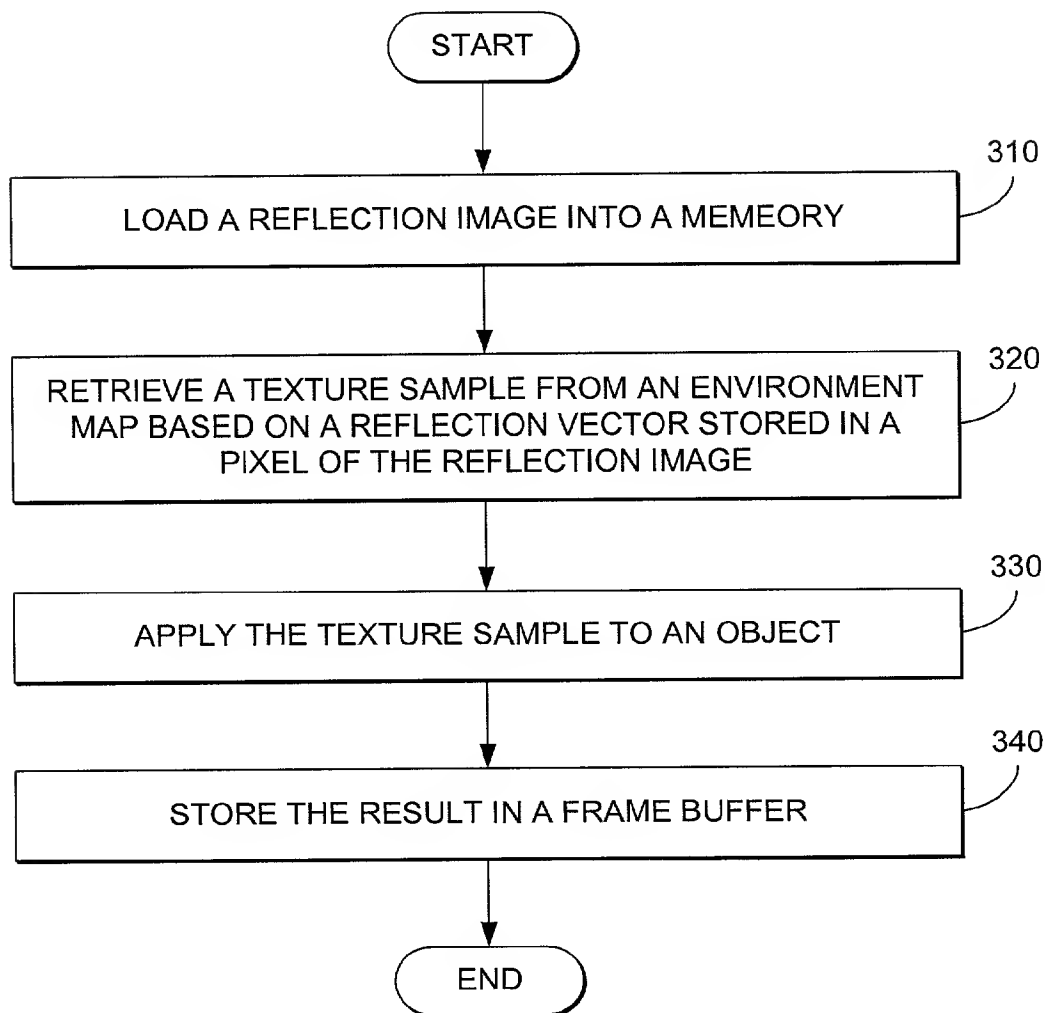 START
310
LOAD A REFLECTION IMAGE INTO A MEMEORY
320
RETRIEVE A TEXTURE SAMPLE FROM AN ENVIRONMENT
MAP BASED ON A REFLECTION VECTOR STORED IN A
PIXEL OF THE REFLECTION IMAGE
330
APPLY THE TEXTURE SAMPLE TO AN OBJECT
340
STORE THE RESULT IN A FRAME BUFFER
END